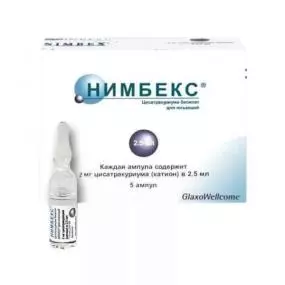 NIMBEX®
НИМБЕКС®
Цисатракуриума безилат
для инъекций
2.5 мл
Каждая ампула содержит
2 мг цисатракуриума (катион) в 2.5 мл
5 ампул
GlaxoWellcome
НИМБЕКС